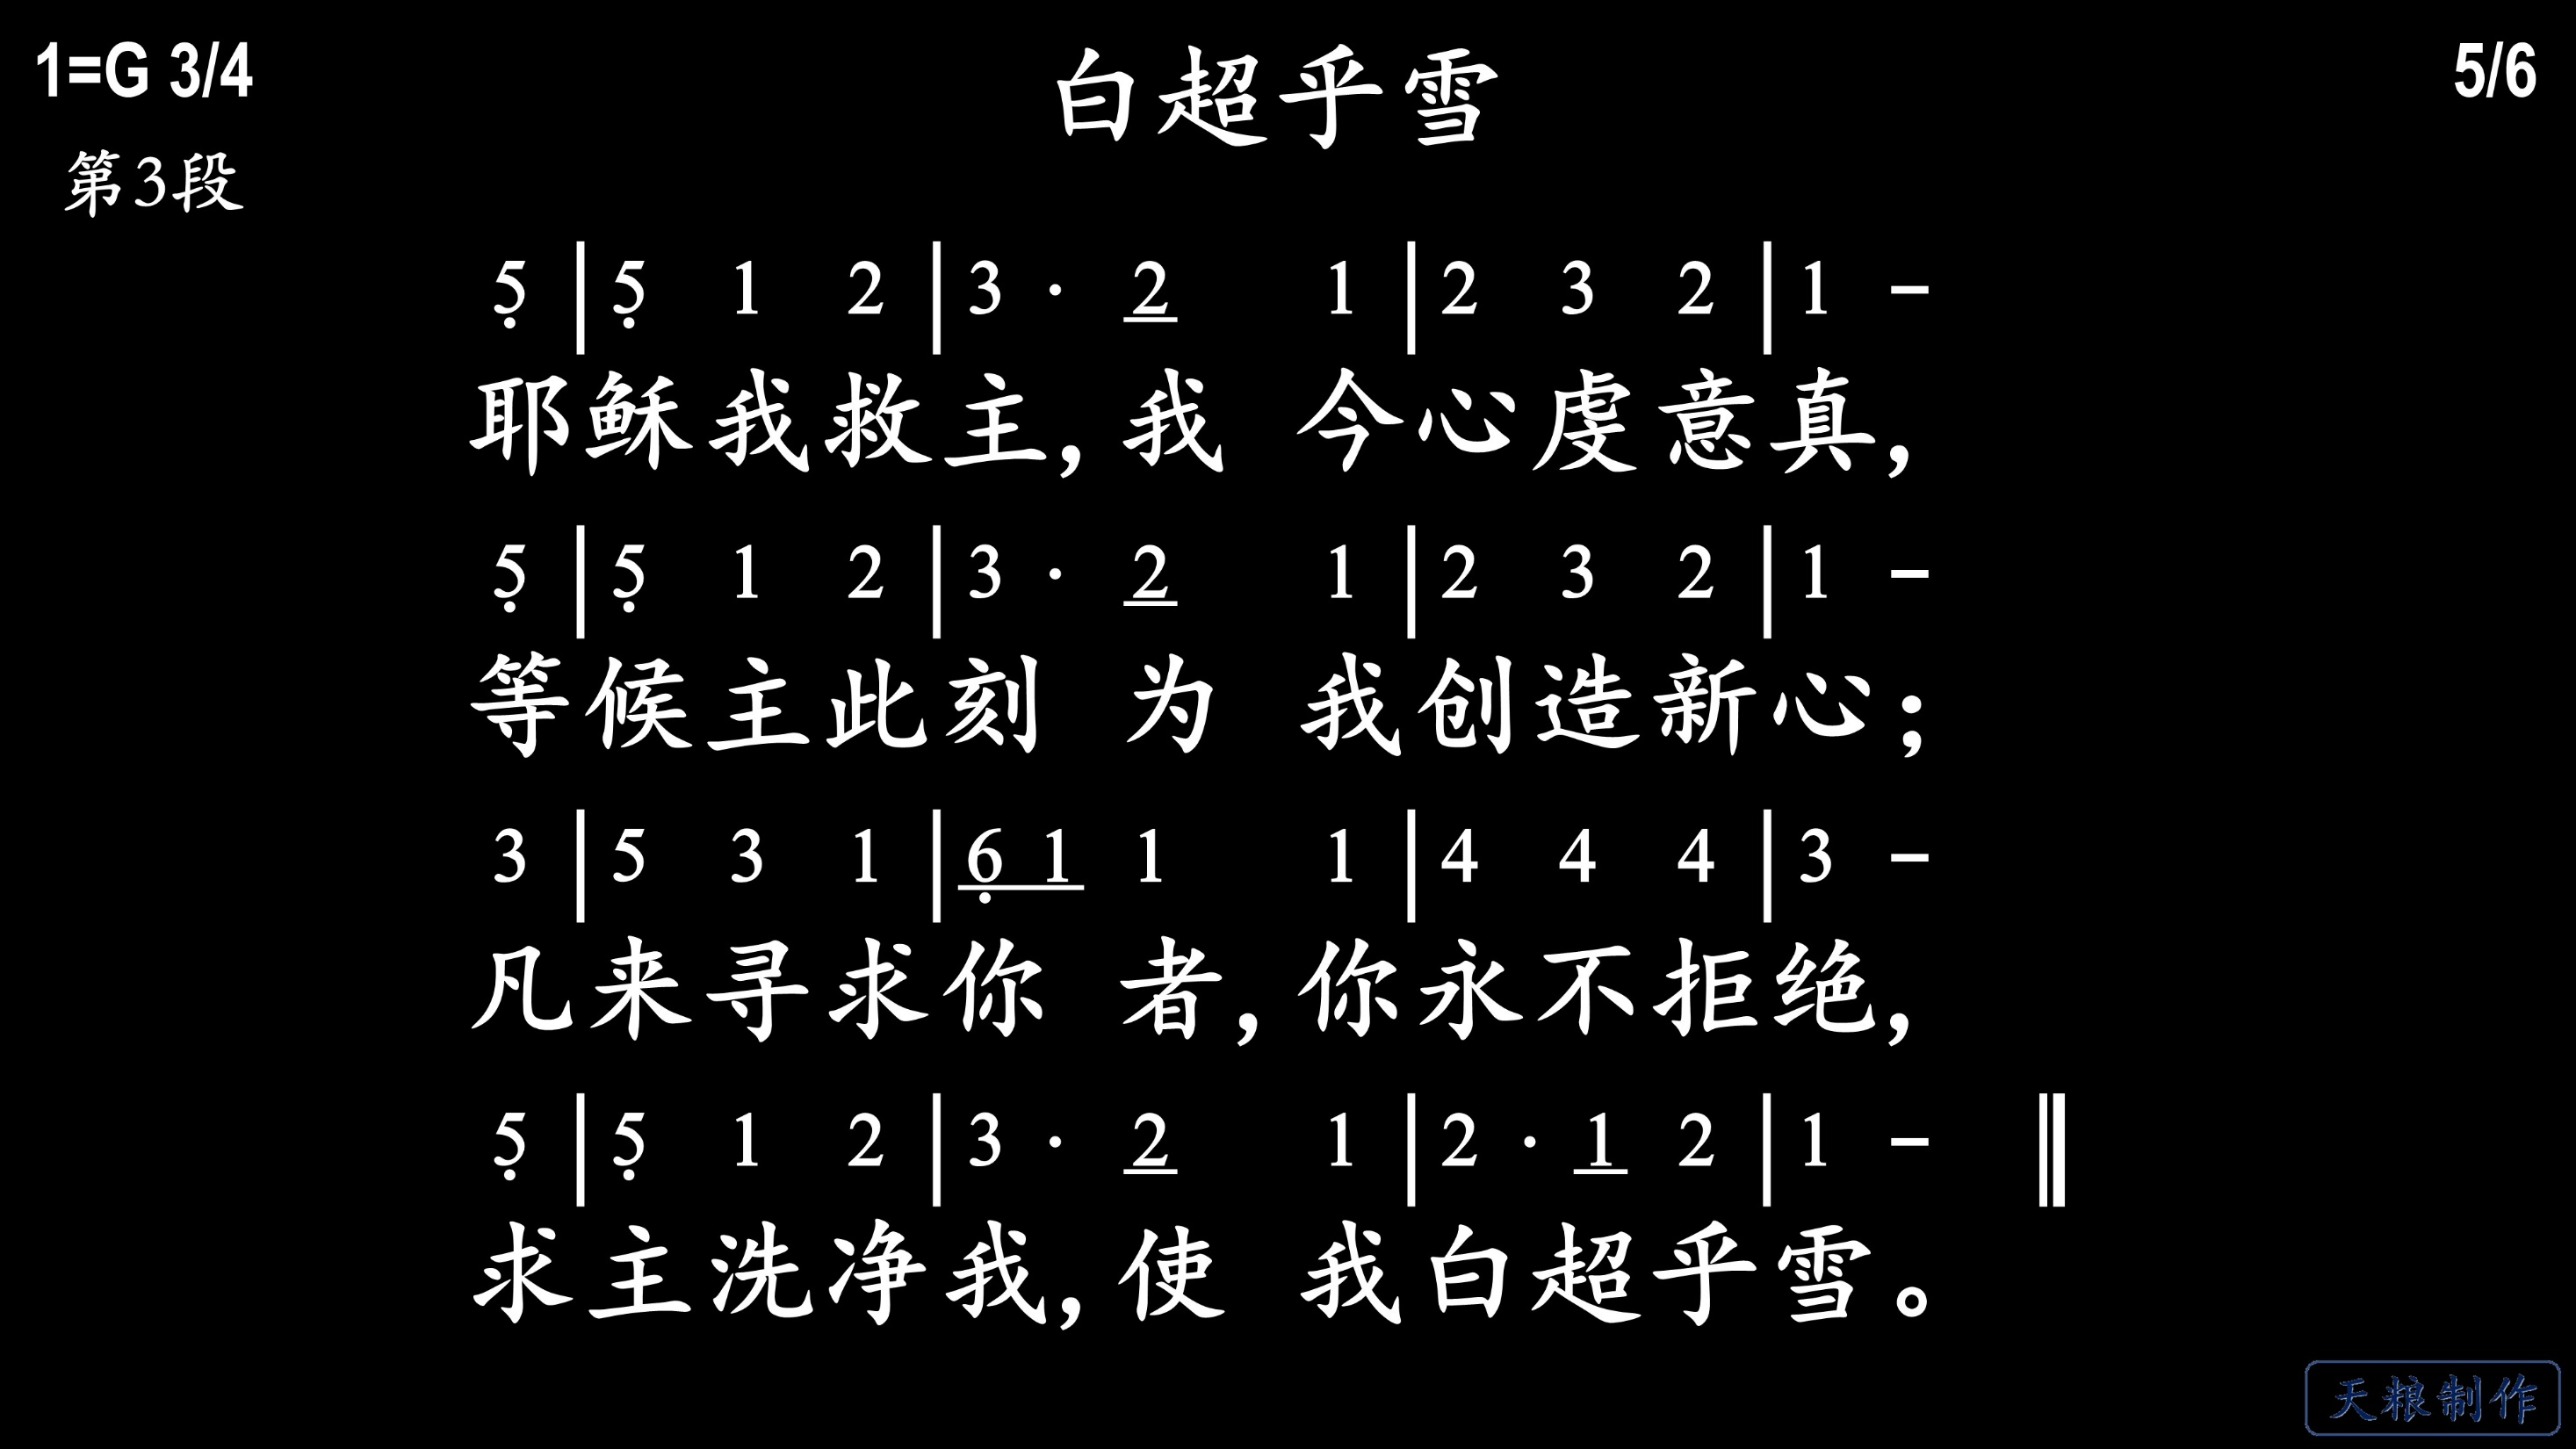 1=G 3/4
白超乎雪
5/6
第3段
5̣ | 5̣ 1 2 | 3 · 2̲ 1 | 2 3 2 | 1 –
耶稣我救主,我 今心虔意真,
5̣ | 5̣ 1 2 | 3 · 2̲ 1 | 2 3 2 | 1 –
等候主此刻 为 我创造新心;
3 | 5 3 1 | 6̣̲ 1̲ 1 1 | 4 4 4 | 3 –
凡来寻求你 者,你永不拒绝,
5̣ | 5̣ 1 2 | 3 · 2̲ 1 | 2 · 1̲ 2 | 1 – ‖
求主洗净我,使 我白超乎雪。
天粮制作